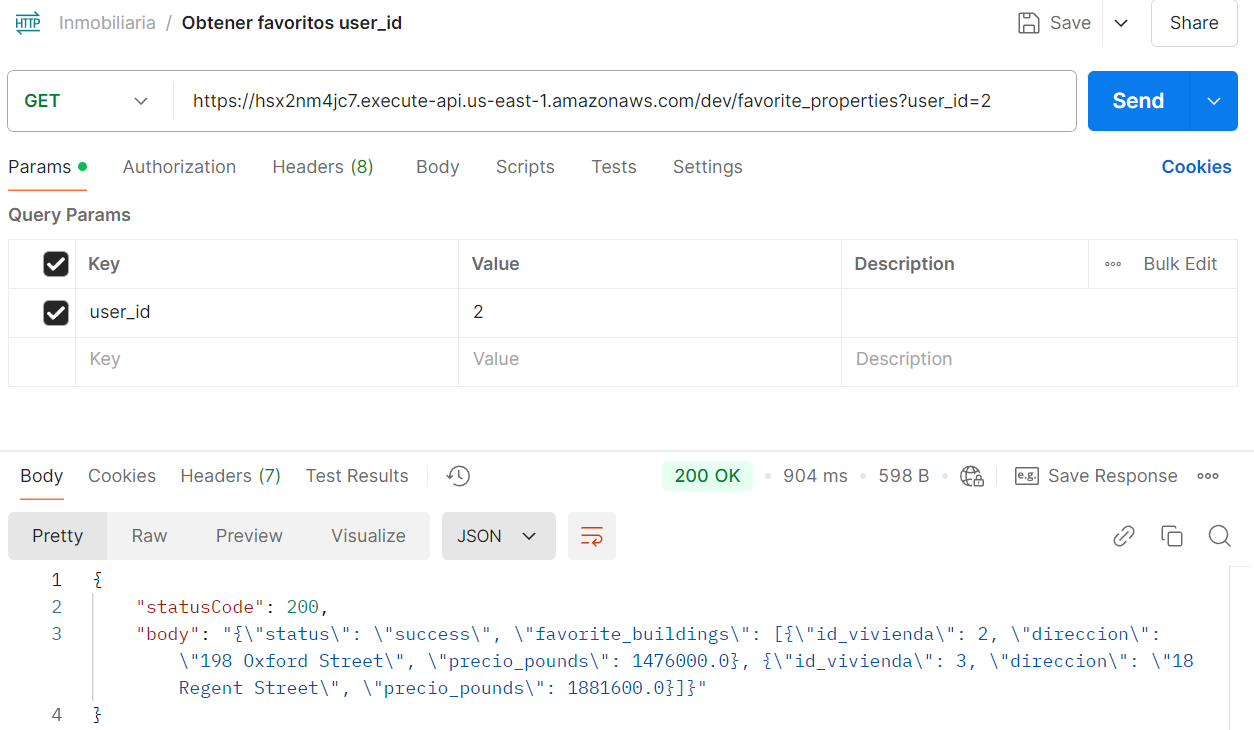 HTTP Inmobiliaria / Obtener favoritos user_id Save Share
GET https://hsx2nm4jc7.execute-api.us-east-1.amazonaws.com/dev/favorite_properties?user_id=2 Send
Params Authorization Headers (8) Body Scripts Tests Settings Cookies
Query Params
Key Value Description Bulk Edit
user_id 2
Key Value Description
Body Cookies Headers (7) Test Results 200 OK 904 ms 598 B e.g. Save Response
Pretty Raw Preview Visualize JSON
1 {
2 "statusCode": 200,
3 "body": "{\"status\": \"success\", \"favorite_buildings\": [{\"id_vivienda\": 2, \"direccion\":
\"198 Oxford Street\", \"precio_pounds\": 1476000.0}, {\"id_vivienda\": 3, \"direccion\": \"18
Regent Street\", \"precio_pounds\": 1881600.0}]}"
4 }